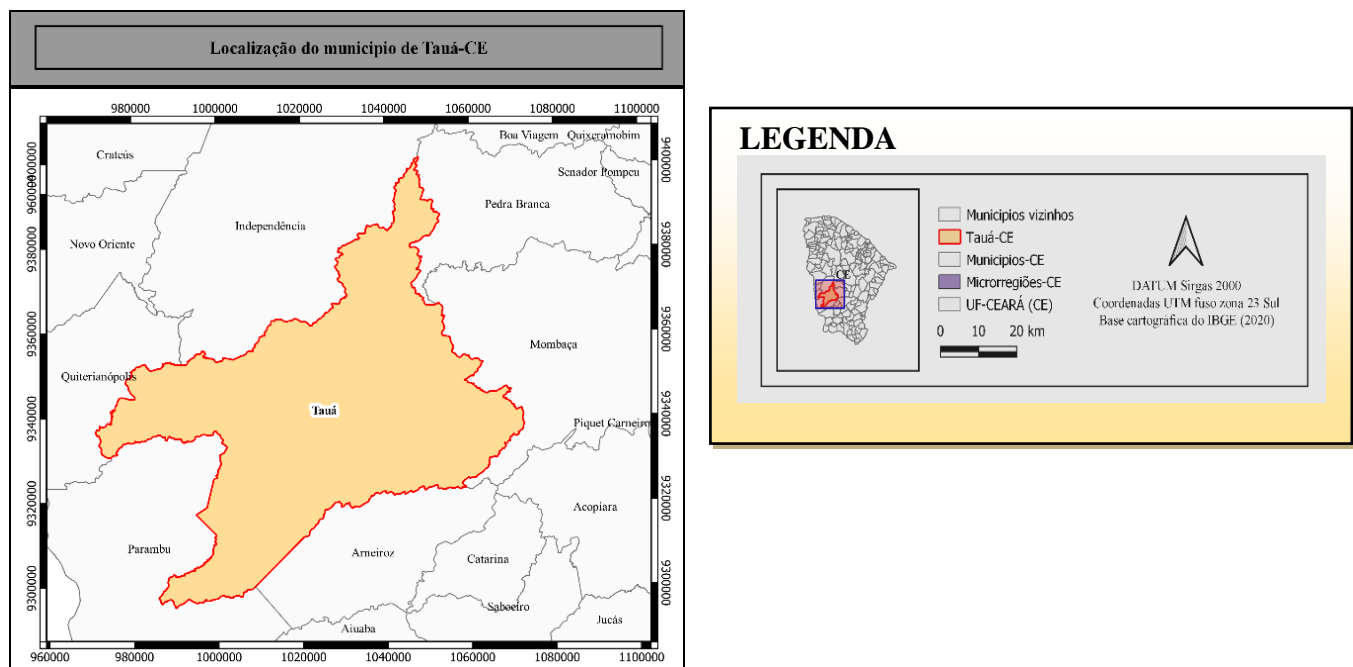 Localização do municipio de Tauá-CE
980000 1000000 1020000 1040000 1060000 1080000 1100000
Boa Viagem Quixeramobim
Crateús
Senador Pompeu
Pedra Branca
Independência
Novo Oriente
Mombaça
Quiterianópolis
Tauá
Piquet Carneiro
Acopiara
Parambu
Arneiroz
Catarina
Saboeiro
Jucás
Aiuaba
9400000
9380000
9360000
9340000
9320000
9300000
9380000
9360000
9340000
9320000
9300000
960000 980000 1000000 1020000 1040000 1060000 1080000 1100000
LEGENDA
CE
Municipios vizinhos
Tauá-CE
Municipios-CE
Microrregiões-CE
UF-CEARÁ (CE)
0 10 20 km
DATUM Sirgas 2000
Coordenadas UTM fuso zona 23 Sul
Base cartográfica do IBGE (2020)